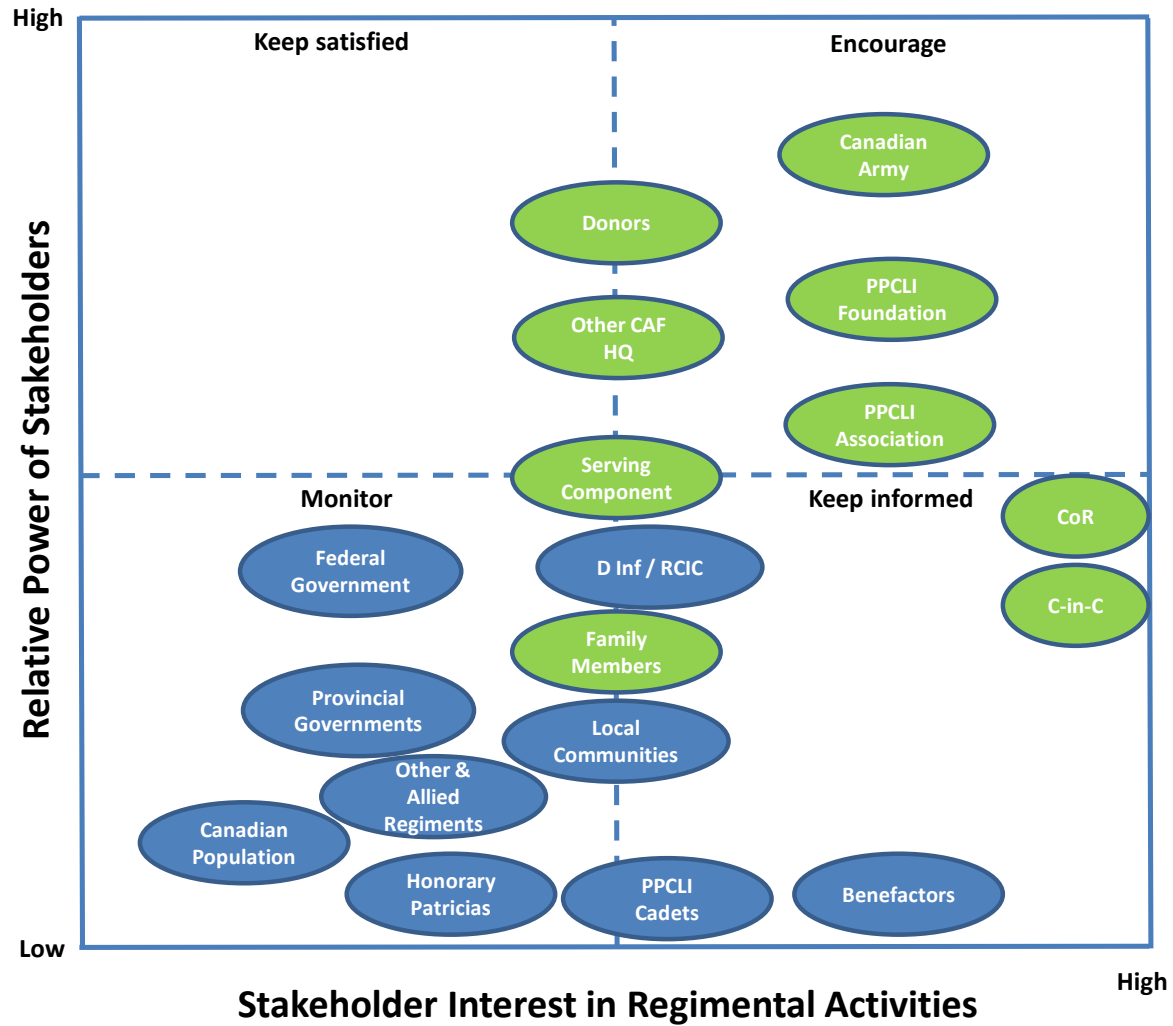 High
Keep satisfied
Encourage
Canadian
Army
Donors
PPCLI
Foundation
Other CAF
HQ
PPCLI
Association
Serving
Component
Relative Power of Stakeholders
Monitor
Keep informed
CoR
Federal
Government
D Inf / RCIC
C-in-C
Family
Members
Provincial
Governments
Local
Communities
Other &
Allied
Regiments
Canadian
Population
Honorary
Patricias
PPCLI
Cadets
Benefactors
Low
High
Stakeholder Interest in Regimental Activities